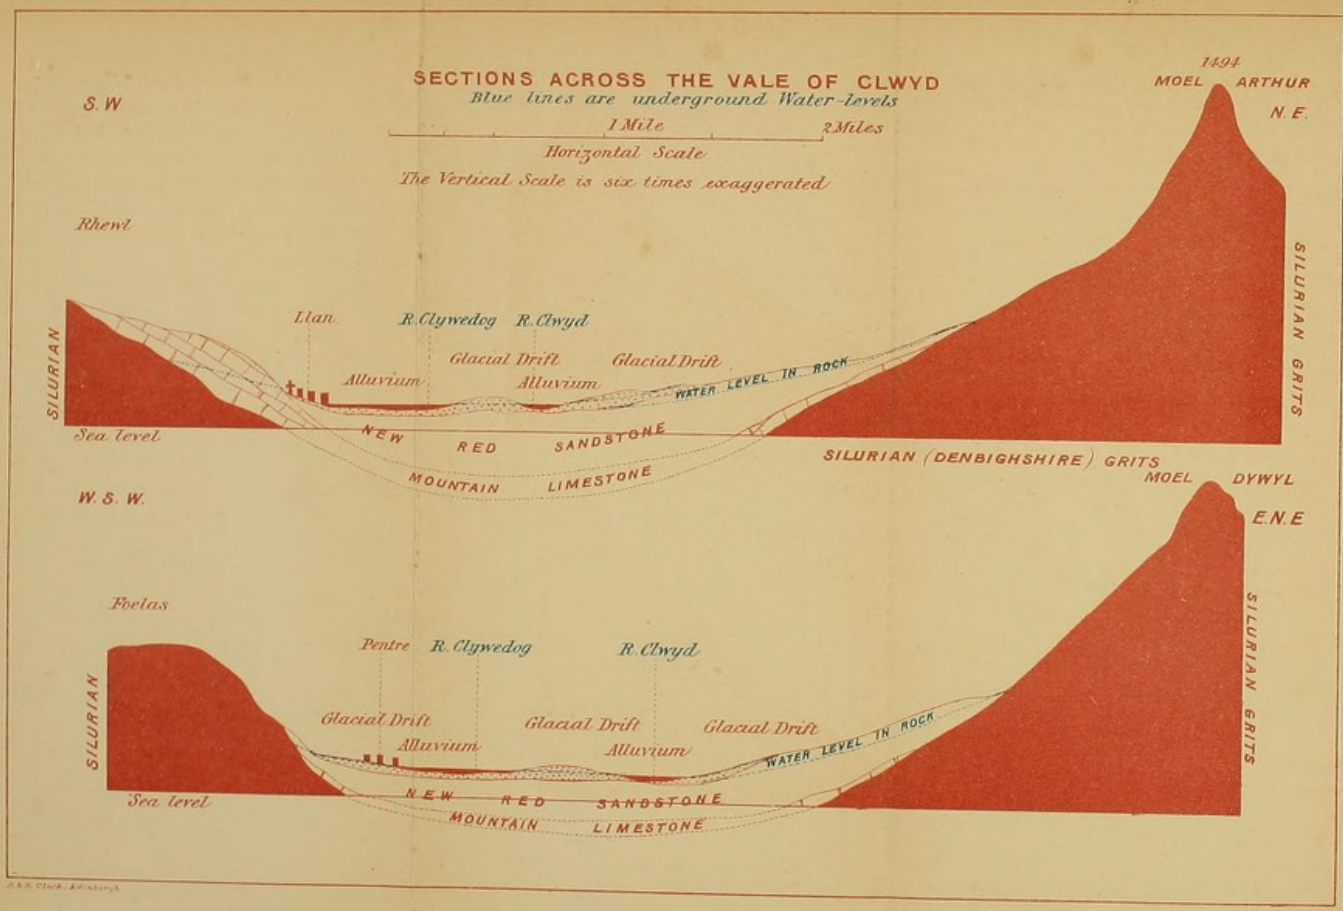 SECTIONS ACROSS THE VALE OF CLWYD
Blue lines are underground Water-levels
1 Mile 2 Miles
Horizontal Scale
The Vertical Scale is six times exaggerated
S.W
1494
MOEL ARTHUR
N.E.
Rhewl
Llan
R.Clywedog R.Clwyd
Glacial Drift Glacial Drift
Alluvium Alluvium
WATER LEVEL IN ROCK
SILURIAN
SILURIAN GRITS
Sea level
NEW RED SANDSTONE
MOUNTAIN LIMESTONE
SILURIAN (DENBIGHSHIRE) GRITS
W.S.W.
MOEL DYWYL
E.N.E
Foelas
Pentre R.Clywedog R.Clwyd
Glacial Drift Glacial Drift Glacial Drift
Alluvium Alluvium
WATER LEVEL IN ROCK
SILURIAN
SILURIAN GRITS
Sea level
NEW RED SANDSTONE
MOUNTAIN LIMESTONE
R & R. Clark, Edinburgh